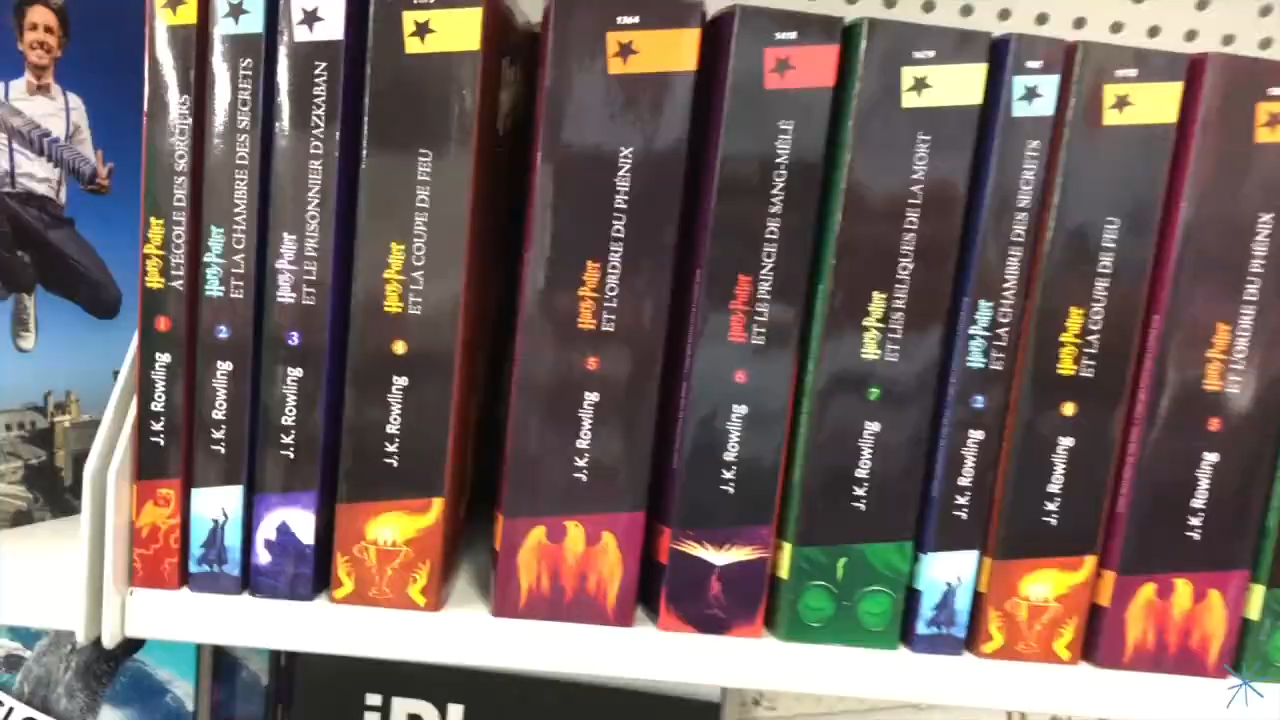 Harry Potter
À L'ÉCOLE DES SORCIERS
1
J. K. Rowling
Harry Potter
ET LA CHAMBRE DES SECRETS
2
J. K. Rowling
Harry Potter
ET LE PRISONNIER D'AZKABAN
3
J. K. Rowling
Harry Potter
ET LA COUPE DE FEU
4
J. K. Rowling
1364
Harry Potter
ET L'ORDRE DU PHÉNIX
5
J. K. Rowling
Harry Potter
ET LE PRINCE DE SANG-MÊLÉ
6
J. K. Rowling
Harry Potter
ET LES RELIQUES DE LA MORT
7
J. K. Rowling
Harry Potter
ET LA CHAMBRE DES SECRETS
2
J. K. Rowling
Harry Potter
ET LA COUPE DE FEU
4
J. K. Rowling
Harry Potter
ET L'ORDRE DU PHÉNIX
5
J. K. Rowling